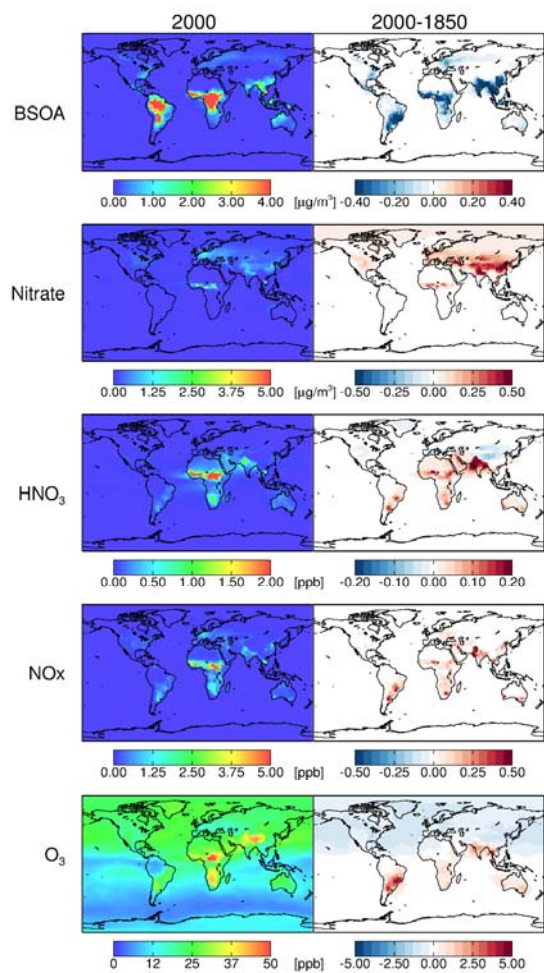 2000 2000-1850
BSOA
0.00 1.00 2.00 3.00 4.00 [μg/m³] -0.40 -0.20 0.00 0.20 0.40
Nitrate
0.00 1.25 2.50 3.75 5.00 [μg/m³] -0.50 -0.25 0.00 0.25 0.50
HNO₃
0.00 0.50 1.00 1.50 2.00 [ppb] -0.20 -0.10 0.00 0.10 0.20
NOx
0.00 1.25 2.50 3.75 5.00 [ppb] -0.50 -0.25 0.00 0.25 0.50
O₃
0 12 25 37 50 [ppb] -5.00 -2.50 0.00 2.50 5.00